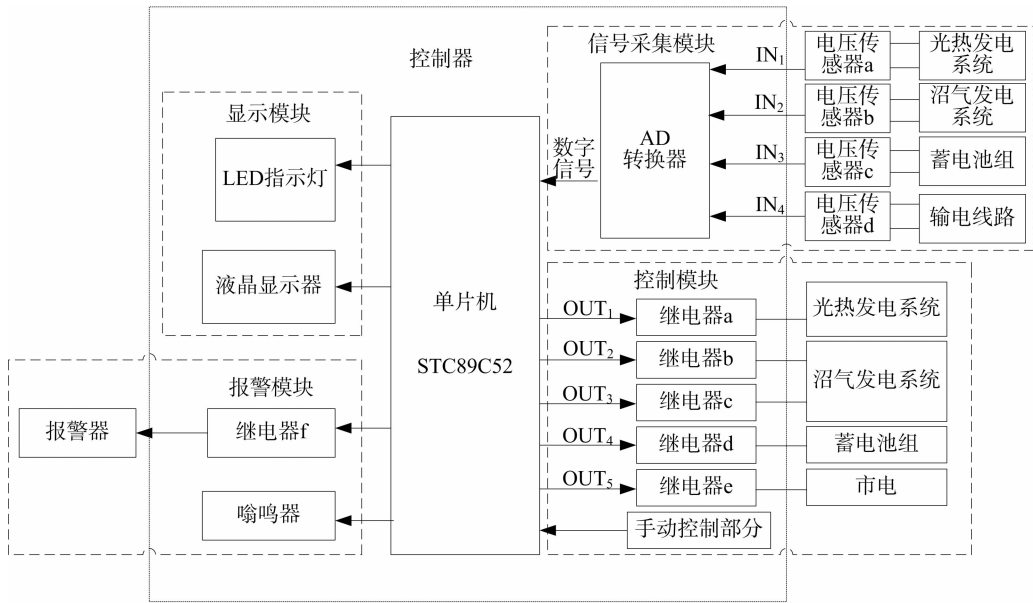 控制器
显示模块
LED指示灯
液晶显示器
报警模块
报警器
继电器f
嗡鸣器
单片机
STC89C52
信号采集模块
AD
转换器
数字
信号
IN₁
电压传
感器a
光热发电
系统
IN₂
电压传
感器b
沼气发电
系统
IN₃
电压传
感器c
蓄电池组
IN₄
电压传
感器d
输电线路
控制模块
OUT₁
继电器a
光热发电系统
OUT₂
继电器b
沼气发电系统
OUT₃
继电器c
OUT₄
继电器d
蓄电池组
OUT₅
继电器e
市电
手动控制部分